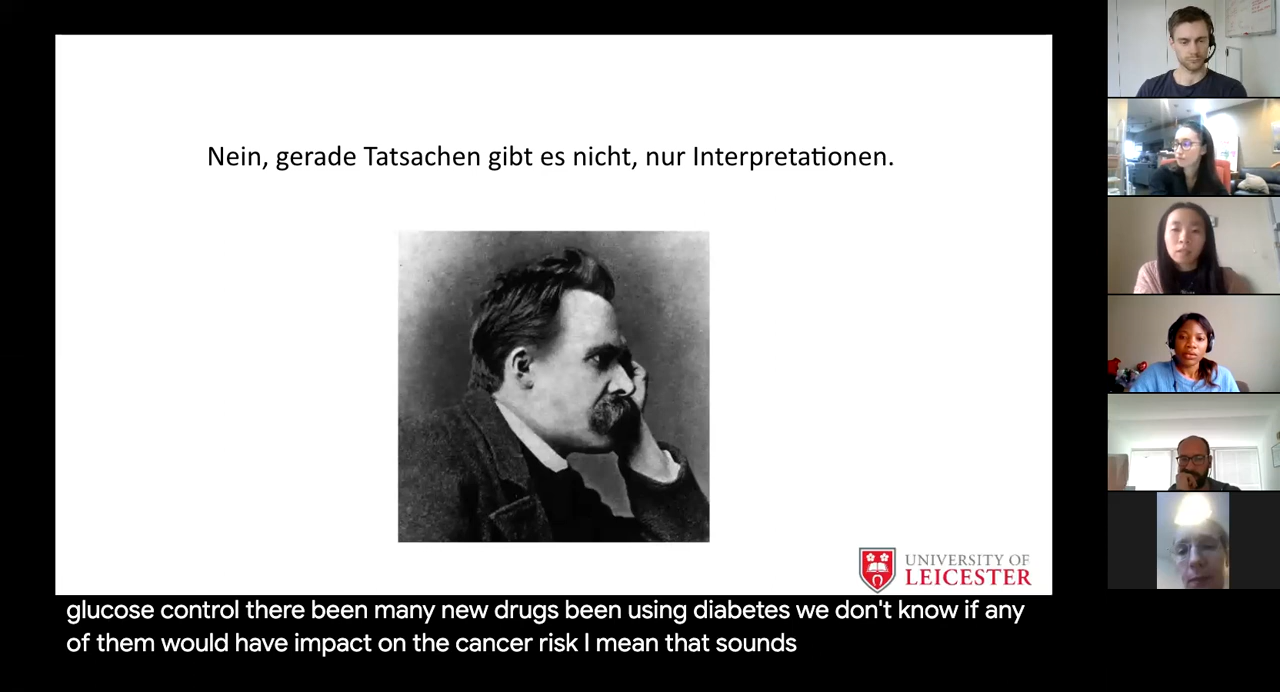 Nein, gerade Tatsachen gibt es nicht, nur Interpretationen.
UNIVERSITY OF
LEICESTER
glucose control there been many new drugs been using diabetes we don't know if any
of them would have impact on the cancer risk I mean that sounds